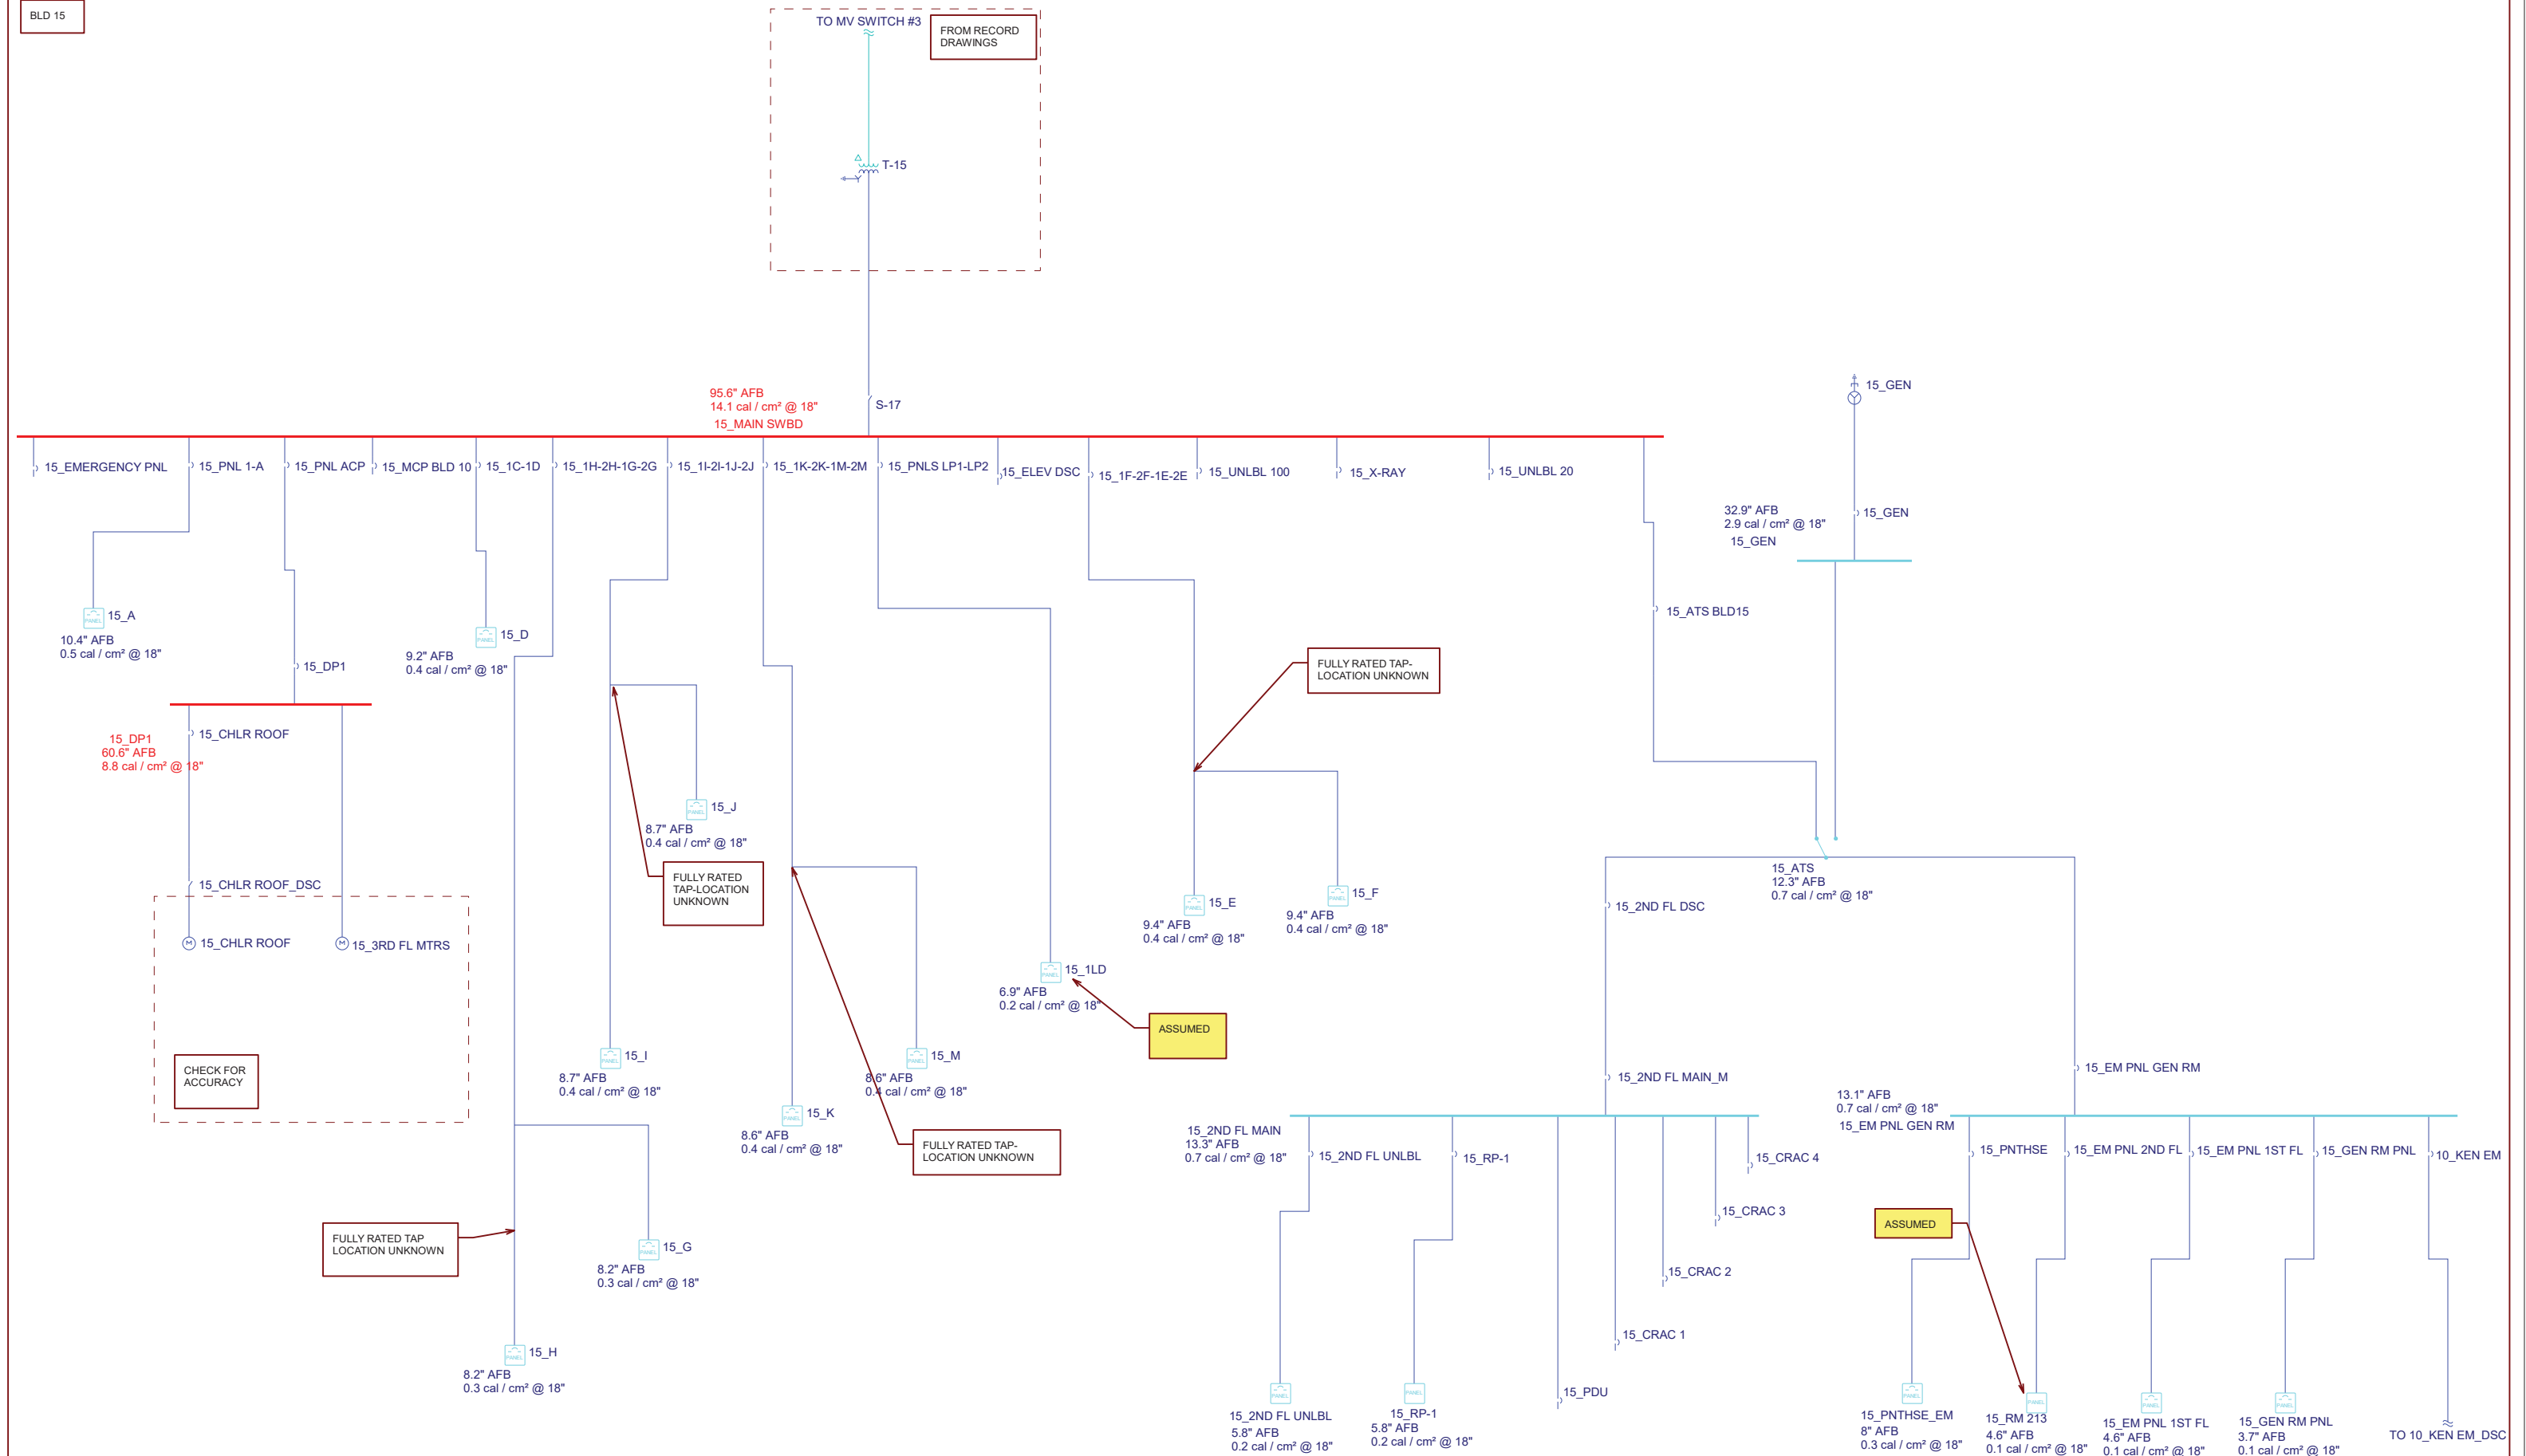 BLD 15
TO MV SWITCH #3
FROM RECORD
DRAWINGS
T-15
95.6" AFB
14.1 cal / cm² @ 18"
15_MAIN SWBD
S-17
15_GEN
15_EMERGENCY PNL
15_PNL 1-A
15_PNL ACP
15_MCP BLD 10
15_1C-1D
15_1H-2H-1G-2G
15_1I-2I-1J-2J
15_1K-2K-1M-2M
15_PNLS LP1-LP2
15_ELEV DSC
15_1F-2F-1E-2E
15_UNLBL 100
15_X-RAY
15_UNLBL 20
32.9" AFB
2.9 cal / cm² @ 18"
15_GEN
15_GEN
15_ATS BLD15
PANEL
15_A
10.4" AFB
0.5 cal / cm² @ 18"
PANEL
15_D
9.2" AFB
0.4 cal / cm² @ 18"
15_DP1
FULLY RATED TAP-
LOCATION UNKNOWN
15_DP1
60.6" AFB
8.8 cal / cm² @ 18"
15_CHLR ROOF
PANEL
15_J
8.7" AFB
0.4 cal / cm² @ 18"
FULLY RATED
TAP-LOCATION
UNKNOWN
15_CHLR ROOF_DSC
M
15_CHLR ROOF
M
15_3RD FL MTRS
CHECK FOR
ACCURACY
15_ATS
12.3" AFB
0.7 cal / cm² @ 18"
PANEL
15_E
9.4" AFB
0.4 cal / cm² @ 18"
PANEL
15_F
9.4" AFB
0.4 cal / cm² @ 18"
15_2ND FL DSC
PANEL
15_1LD
6.9" AFB
0.2 cal / cm² @ 18"
ASSUMED
PANEL
15_I
8.7" AFB
0.4 cal / cm² @ 18"
PANEL
15_M
8.6" AFB
0.4 cal / cm² @ 18"
PANEL
15_K
8.6" AFB
0.4 cal / cm² @ 18"
FULLY RATED TAP-
LOCATION UNKNOWN
15_2ND FL MAIN_M
15_EM PNL GEN RM
13.1" AFB
0.7 cal / cm² @ 18"
15_EM PNL GEN RM
15_2ND FL MAIN
13.3" AFB
0.7 cal / cm² @ 18"
15_2ND FL UNLBL
15_RP-1
15_CRAC 4
15_PNTHSE
15_EM PNL 2ND FL
15_EM PNL 1ST FL
15_GEN RM PNL
10_KEN EM
15_CRAC 3
ASSUMED
FULLY RATED TAP
LOCATION UNKNOWN
PANEL
15_G
8.2" AFB
0.3 cal / cm² @ 18"
15_CRAC 2
15_CRAC 1
PANEL
15_H
8.2" AFB
0.3 cal / cm² @ 18"
15_PDU
PANEL
15_2ND FL UNLBL
5.8" AFB
0.2 cal / cm² @ 18"
PANEL
15_RP-1
5.8" AFB
0.2 cal / cm² @ 18"
PANEL
15_PNTHSE_EM
8" AFB
0.3 cal / cm² @ 18"
PANEL
15_RM 213
4.6" AFB
0.1 cal / cm² @ 18"
PANEL
15_EM PNL 1ST FL
4.6" AFB
0.1 cal / cm² @ 18"
PANEL
15_GEN RM PNL
3.7" AFB
0.1 cal / cm² @ 18"
TO 10_KEN EM_DSC